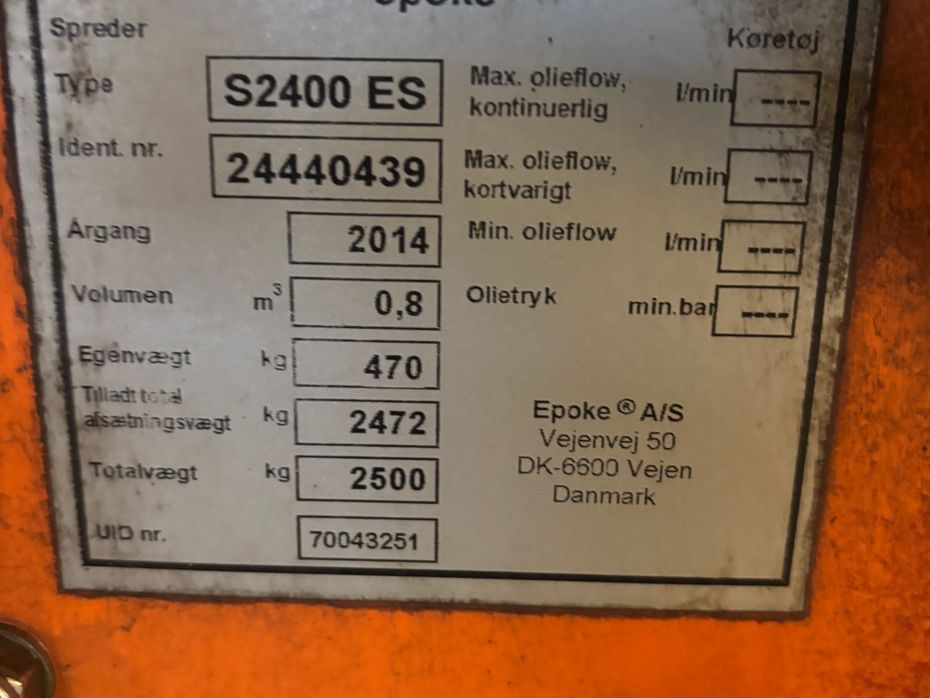 epoke
Spreder
Køretøj
Type S2400 ES
Max. olieflow,
kontinuerlig l/min ----
Ident. nr. 24440439
Max. olieflow,
kortvarigt l/min ----
Årgang 2014
Min. olieflow l/min ----
Volumen m³ 0,8
Olietryk min.bar ----
Egenvægt kg 470
Tilladt total
afsætningsvægt kg 2472
Totalvægt kg 2500
UID nr. 70043251
Epoke® A/S
Vejenvej 50
DK-6600 Vejen
Danmark